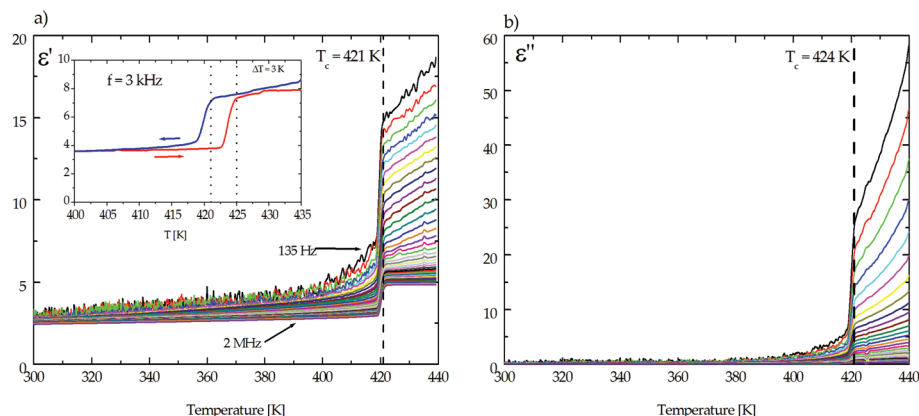 a)
ε'
20
15
10
5
0
T_c = 421 K
f = 3 kHz
ΔT = 3 K
10
8
6
4
2
0
400 405 410 415 420 425 430 435
T [K]
135 Hz
2 MHz
300 320 340 360 380 400 420 440
Temperature [K]
b)
ε''
60
50
40
30
20
10
0
T_c = 424 K
300 320 340 360 380 400 420 440
Temperature [K]